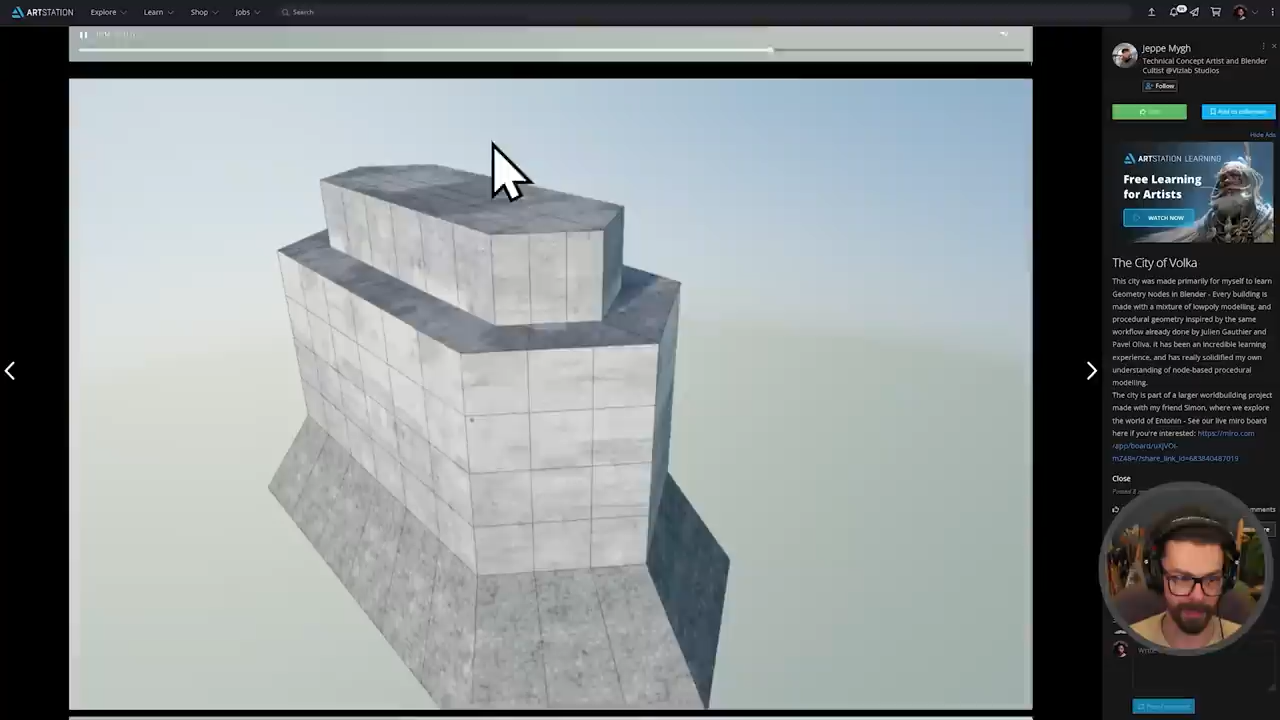 ARTSTATION
Explore
Learn
Shop
Jobs
Search
Jeppe Mygh
Technical Concept Artist and Blender
Cultist @Vizlab Studios
Follow
Hide Ads
ARTSTATION LEARNING
Free Learning
for Artists
WATCH NOW
The City of Volka
This city was made primarily for myself to learn
Geometry Nodes in Blender - Every building is
made with a mixture of lowpoly modelling, and
procedural geometry inspired by the same
workflow already done by Julien Gauthier and
Pavel Oliva. It has been an incredible learning
experience, and has really solidified my own
understanding of node-based procedural
modelling.
The city is part of a larger worldbuilding project
made with my friend Simon, where we explore
the world of Entonin - See our live miro board
here if you're interested: https://miro.com
Close
Posted